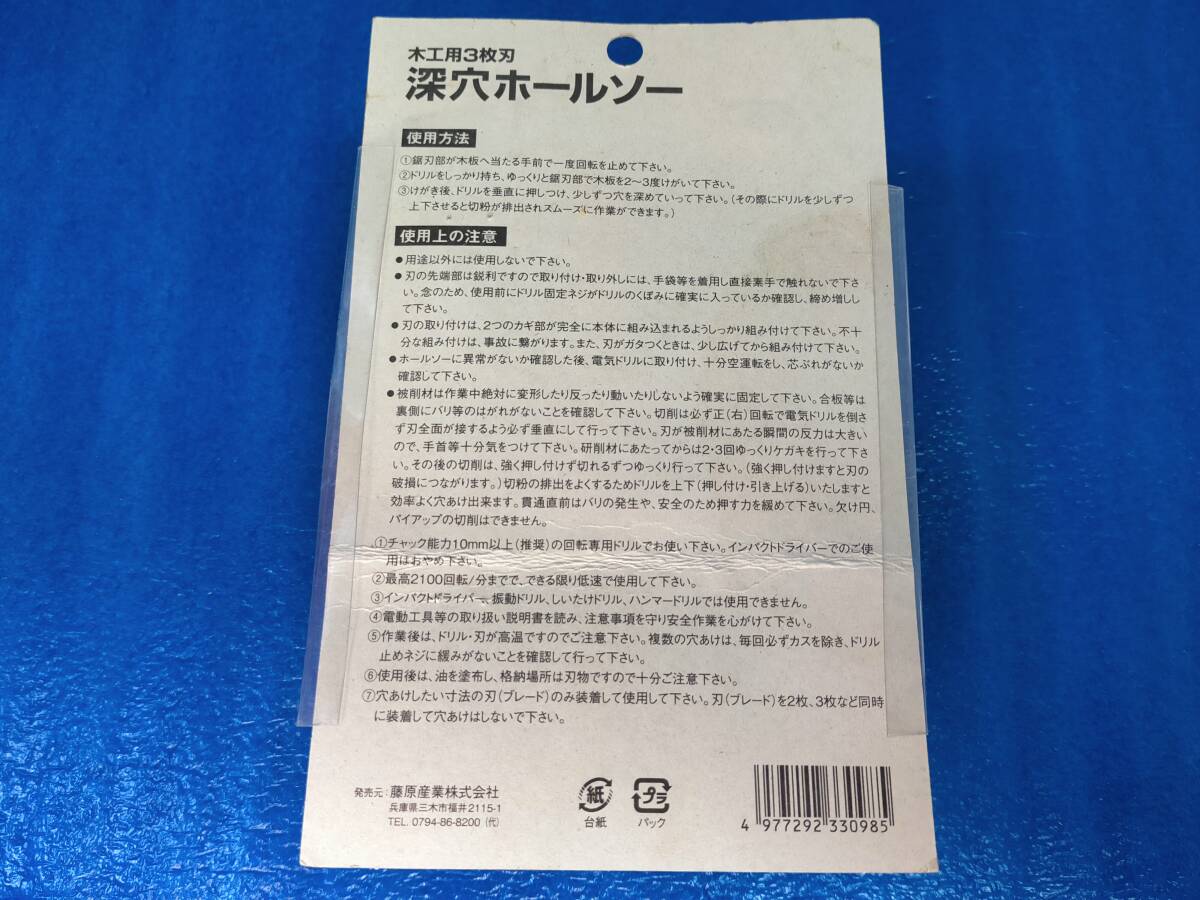 木工用3枚刃
深穴ホールソー
使用方法
①鋸刃部が木板へ当たる手前で一度回転を止めて下さい。
②ドリルをしっかり持ち、ゆっくりと鋸刃部で木板を2〜3度けがいて下さい。
③けがき後、ドリルを垂直に押しつけ、少しずつ穴を深めていって下さい。(その際にドリルを少しずつ
上下させると切粉が排出されスムーズに作業ができます。)
使用上の注意
●用途以外には使用しないで下さい。
●刃の先端部は鋭利ですので取り付け・取り外しには、手袋等を着用し直接素手で触れないで下さ
い。念のため、使用前にドリル固定ネジがドリルのくぼみに確実に入っているか確認し、締め増しし
て下さい。
●刃の取り付けは、2つのカギ部が完全に本体に組み込まれるようしっかり組み付けて下さい。不十
分な組み付けは、事故に繋がります。また、刃がガタつくときは、少し広げてから組み付けて下さい。
●ホールソーに異常がないか確認した後、電気ドリルに取り付け、十分空運転をし、芯ぶれがないか
確認して下さい。
●被削材は作業中絶対に変形したり反ったり動いたりしないよう確実に固定して下さい。合板等は
裏側にバリ等のはがれがないことを確認して下さい。切削は必ず正(右)回転で電気ドリルを倒さ
ず刃全面が接するよう必ず垂直にして行って下さい。刃が被削材にあたる瞬間の反力は大きい
ので、手首等十分気をつけて下さい。研削材にあたってからは2・3回ゆっくりケガキを行って下さ
い。その後の切削は、強く押し付けず切れるずつゆっくり行って下さい。(強く押し付けますと刃の
破損につながります。)切粉の排出をよくするためドリルを上下(押し付け・引き上げる)いたしますと
効率よく穴あけ出来ます。貫通直前はバリの発生や、安全のため押す力を緩めて下さい。欠け円、
パイアップの切削はできません。
①チャック能力10mm以上(推奨)の回転専用ドリルでお使い下さい。インパクトドライバーでのご使
用はおやめ下さい。
②最高2100回転/分までで、できる限り低速で使用して下さい。
③インパクトドライバー、振動ドリル、しいたけドリル、ハンマードリルでは使用できません。
④電動工具等の取り扱い説明書を読み、注意事項を守り安全作業を心がけて下さい。
⑤作業後は、ドリル・刃が高温ですのでご注意下さい。複数の穴あけは、毎回必ずカスを除き、ドリル
止めネジに緩みがないことを確認して行って下さい。
⑥使用後は、油を塗布し、格納場所は刃物ですので十分ご注意下さい。
⑦穴あけしたい寸法の刃(ブレード)のみ装着して使用して下さい。刃(ブレード)を2枚、3枚など同時
に装着して穴あけはしないで下さい。
発売元:藤原産業株式会社
兵庫県三木市福井2115-1
TEL. 0794-86-8200(代)
紙
台紙
プラ
パック
4 977292 330985